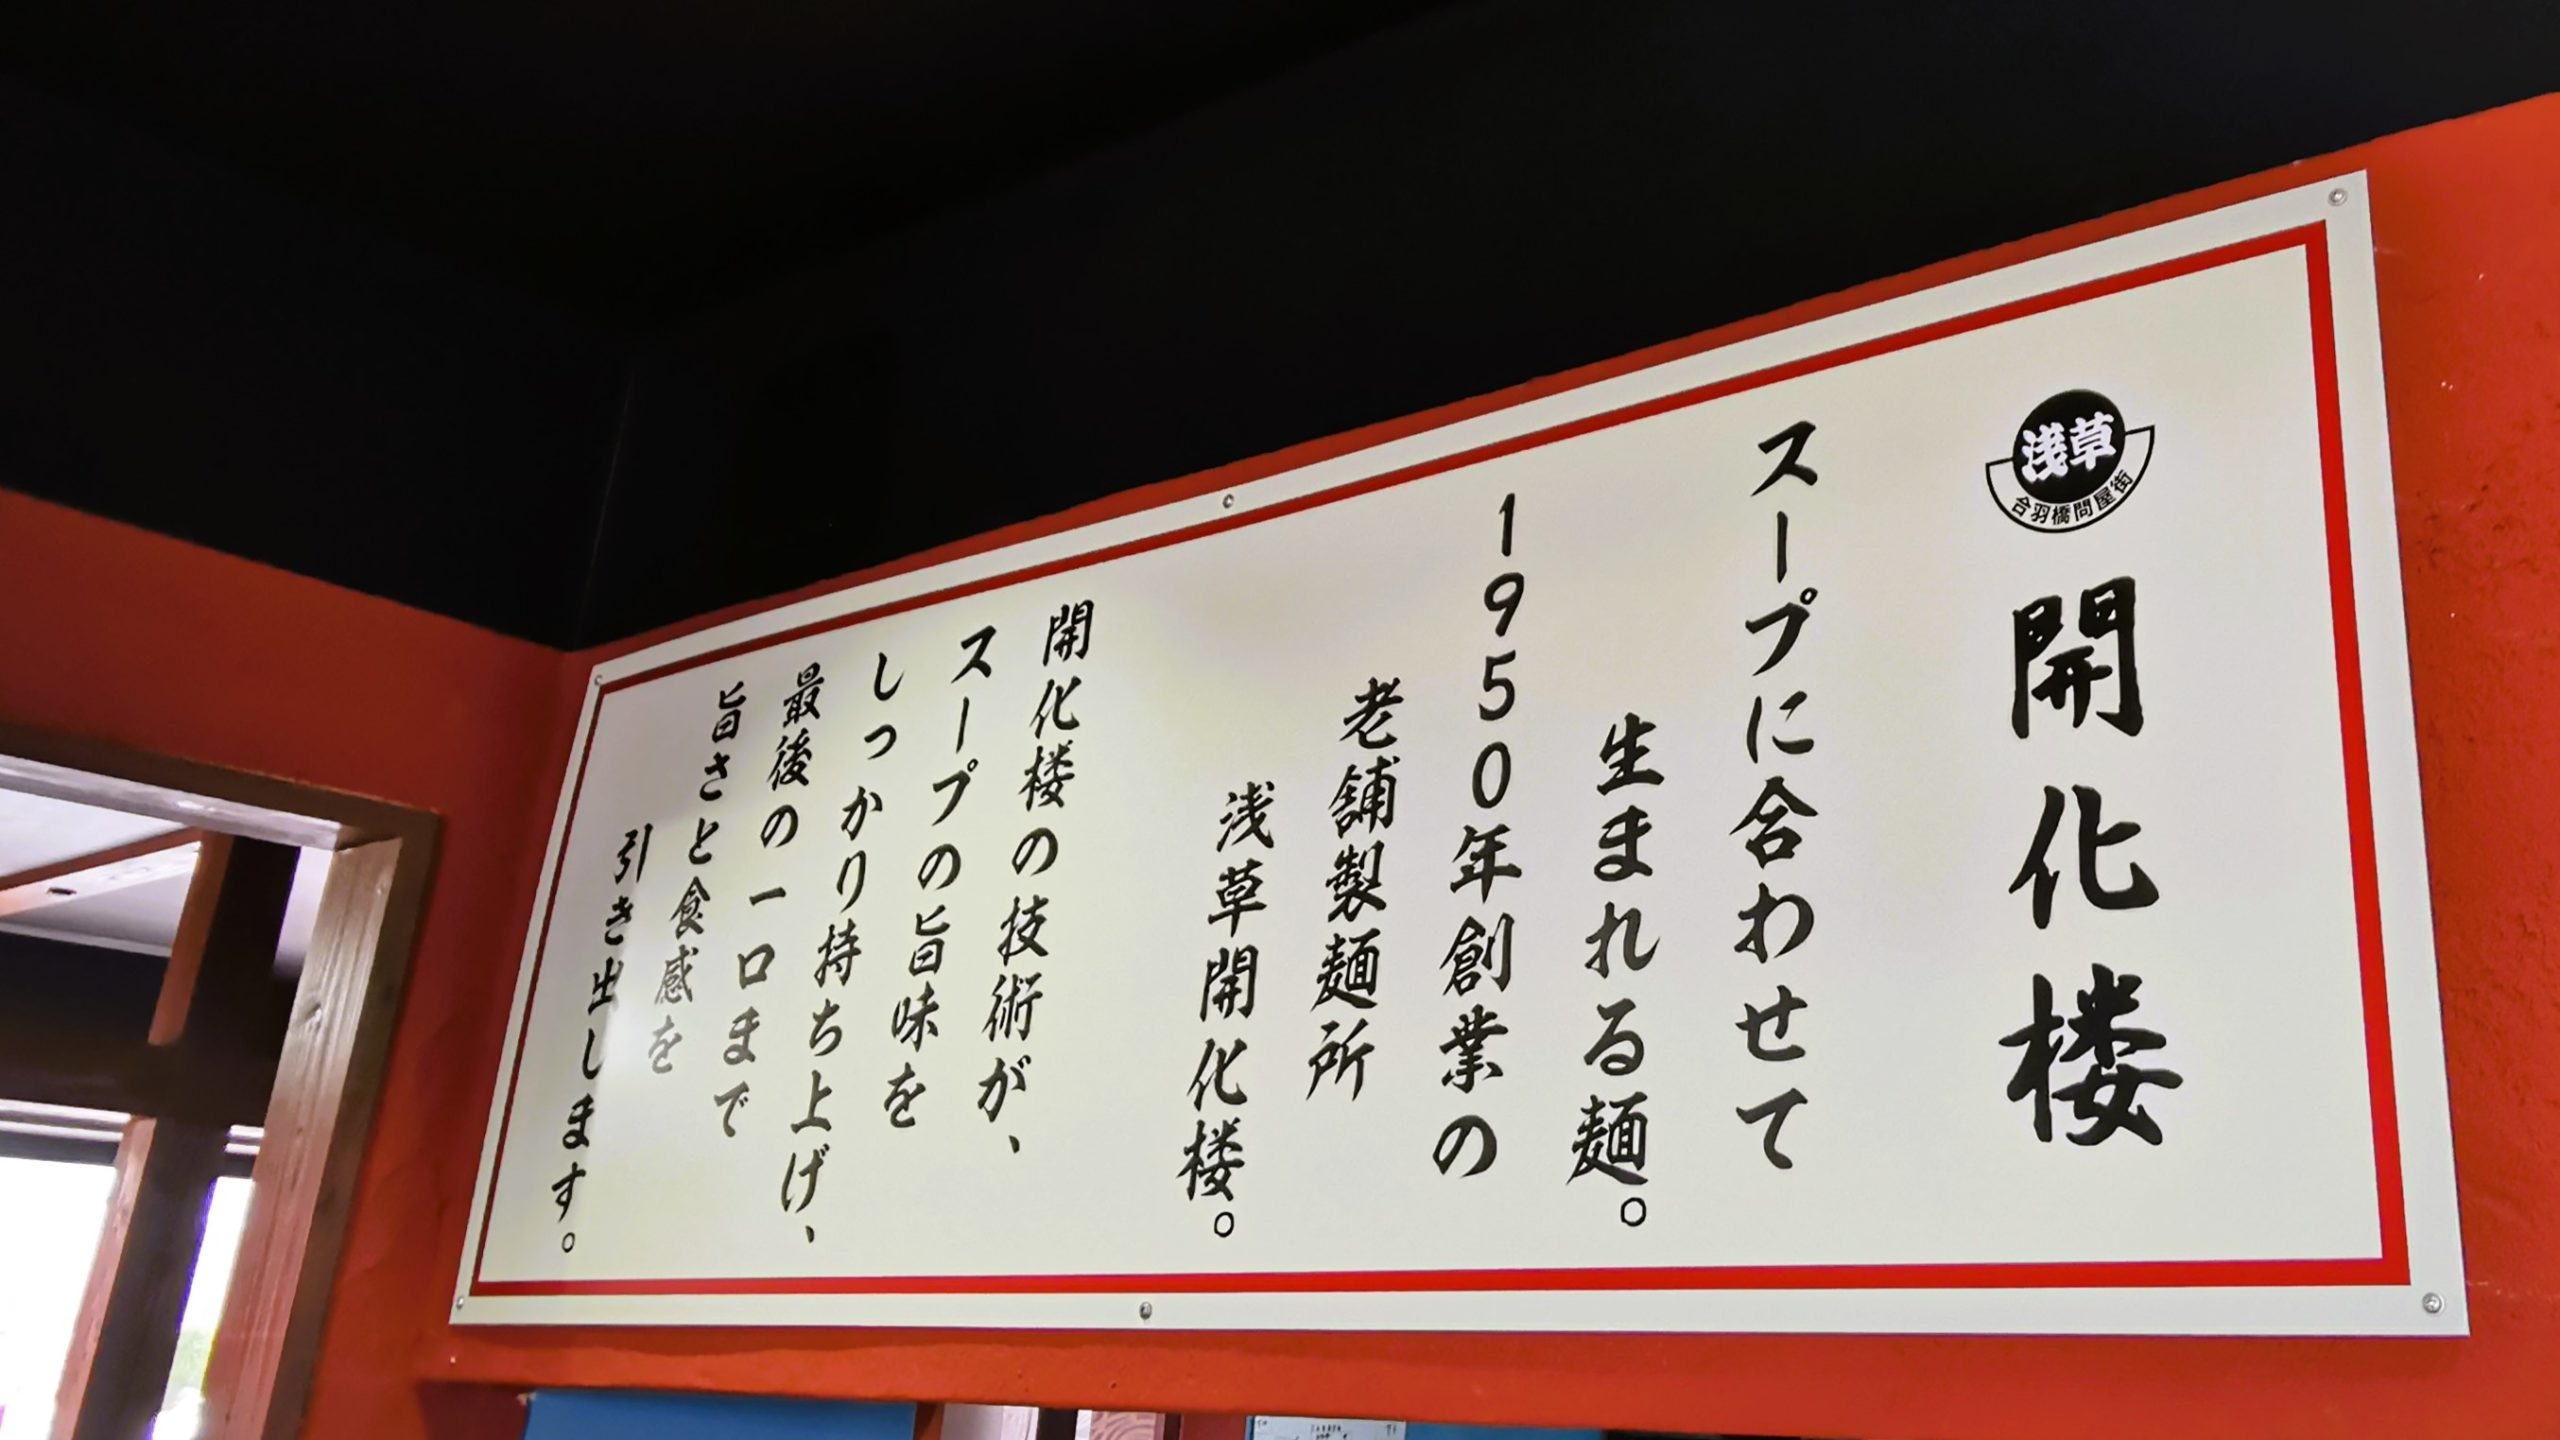 浅草
合羽橋問屋街
開化楼
スープに合わせて
生まれる麺。
1950年創業の
老舗製麺所
浅草開化楼。
開化楼の技術が、
スープの旨味を
しっかり持ち上げ、
最後の一口まで
旨さと食感を
引き出します。